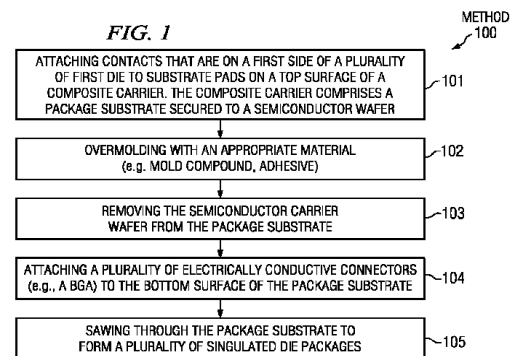 FIG. 1
METHOD
100
ATTACHING CONTACTS THAT ARE ON A FIRST SIDE OF A PLURALITY
OF FIRST DIE TO SUBSTRATE PADS ON A TOP SURFACE OF A
COMPOSITE CARRIER. THE COMPOSITE CARRIER COMPRISES A
PACKAGE SUBSTRATE SECURED TO A SEMICONDUCTOR WAFER
101
OVERMOLDING WITH AN APPROPRIATE MATERIAL
(e.g. MOLD COMPOUND, ADHESIVE)
102
REMOVING THE SEMICONDUCTOR CARRIER
WAFER FROM THE PACKAGE SUBSTRATE
103
ATTACHING A PLURALITY OF ELECTRICALLY CONDUCTIVE CONNECTORS
(e.g., A BGA) TO THE BOTTOM SURFACE OF THE PACKAGE SUBSTRATE
104
SAWING THROUGH THE PACKAGE SUBSTRATE TO
FORM A PLURALITY OF SINGULATED DIE PACKAGES
105